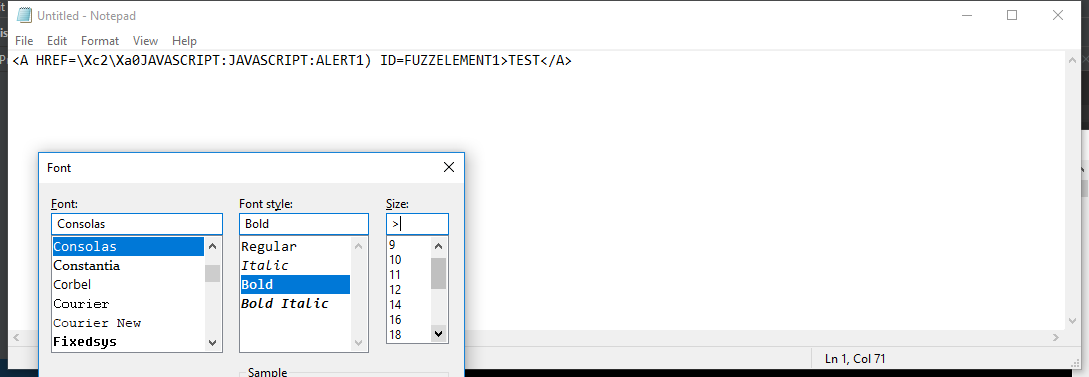 Untitled - Notepad
File Edit Format View Help
<A HREF=\Xc2\Xa0JAVASCRIPT:JAVASCRIPT:ALERT1) ID=FUZZELEMENT1>TEST</A>
Font
Font: Font style: Size:
Consolas Bold >
Consolas Regular 9
Constantia Italic 10
Corbel Bold 11
Courier Bold Italic 12
Courier New 14
Fixedsys 16
18
Sample
Ln 1, Col 71